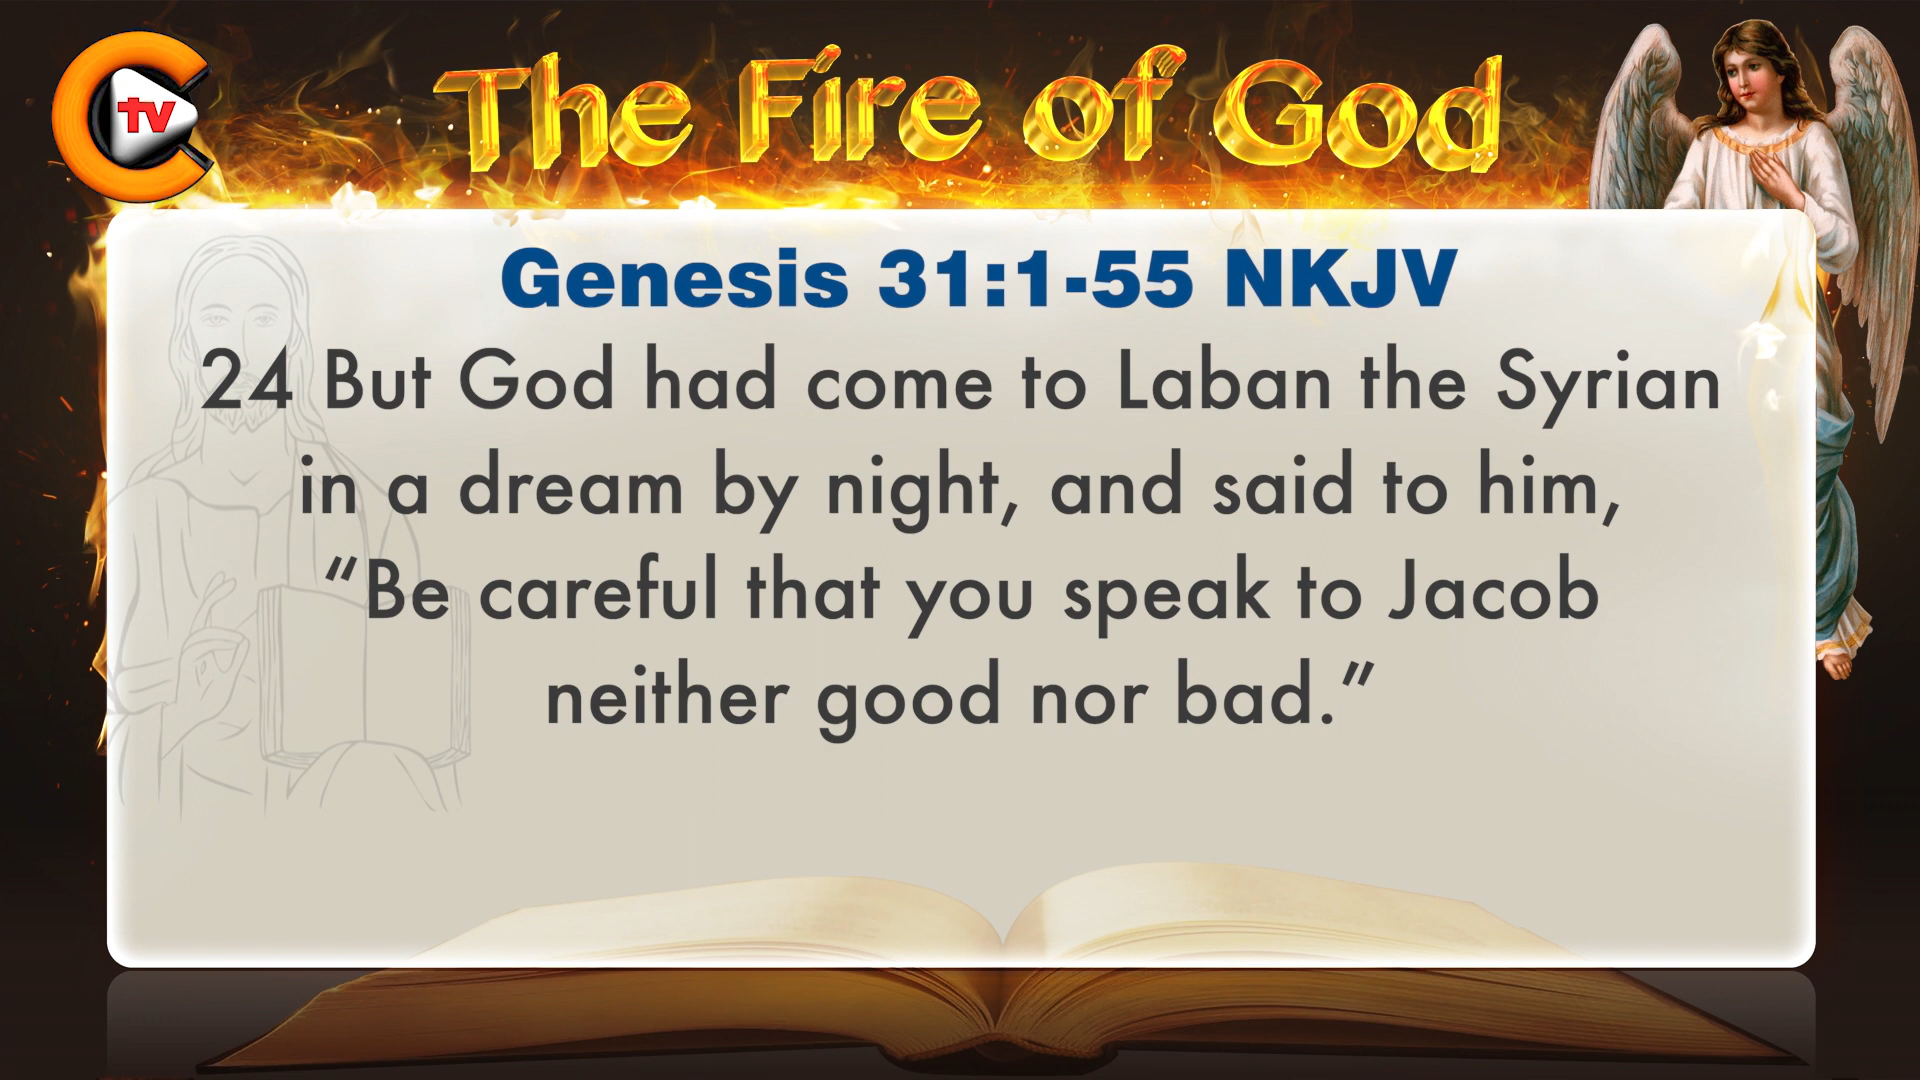 tv
The Fire of God
Genesis 31:1-55 NKJV
24 But God had come to Laban the Syrian
in a dream by night, and said to him,
“Be careful that you speak to Jacob
neither good nor bad.”